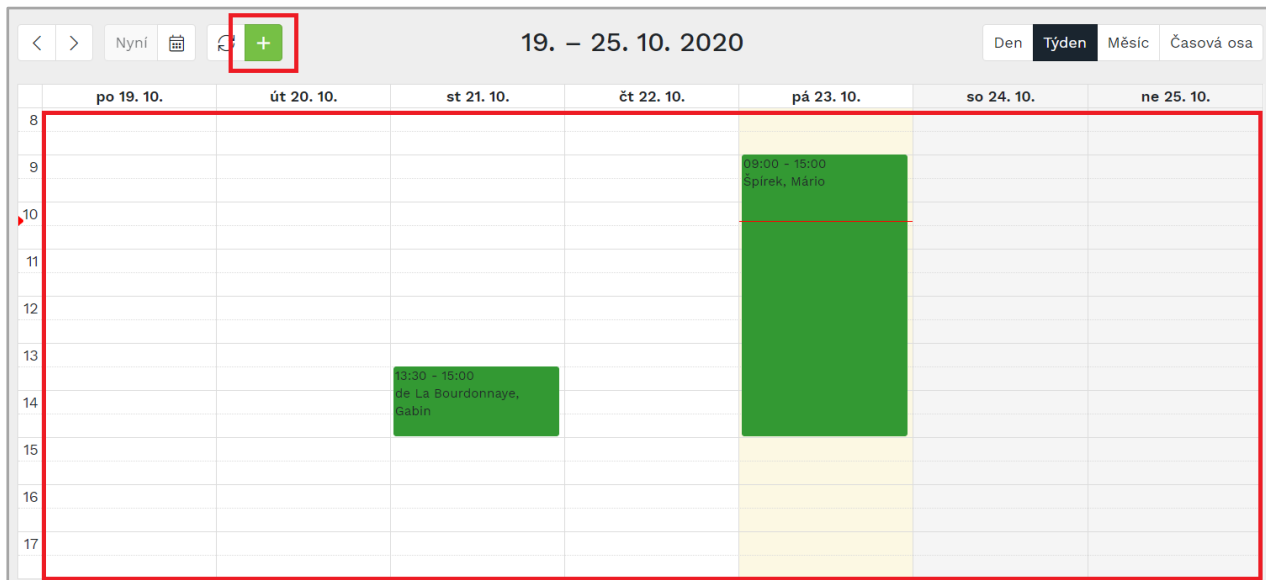 Nyní
+
19. – 25. 10. 2020
Den
Týden
Měsíc
Časová osa
po 19. 10.
út 20. 10.
st 21. 10.
čt 22. 10.
pá 23. 10.
so 24. 10.
ne 25. 10.
8
9
09:00 - 15:00
Špírek, Mário
10
11
12
13
13:30 - 15:00
de La Bourdonnaye,
Gabin
14
15
16
17